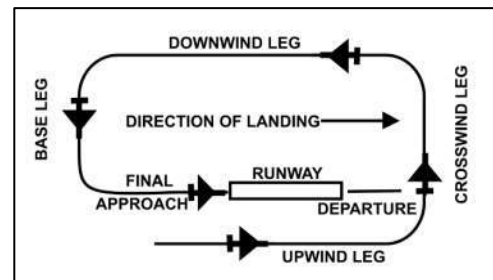 DOWNWIND LEG
BASE LEG
DIRECTION OF LANDING
CROSSWIND LEG
FINAL
APPROACH
RUNWAY
DEPARTURE
UPWIND LEG